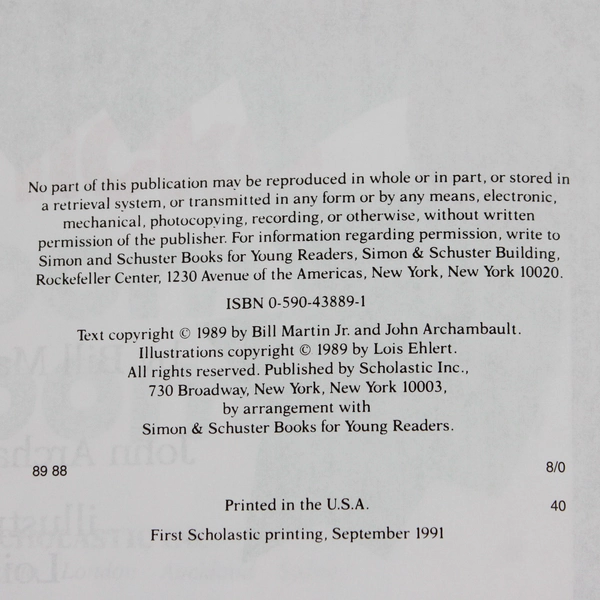 No part of this publication may be reproduced in whole or in part, or stored in
a retrieval system, or transmitted in any form or by any means, electronic,
mechanical, photocopying, recording, or otherwise, without written
permission of the publisher. For information regarding permission, write to
Simon and Schuster Books for Young Readers, Simon & Schuster Building,
Rockefeller Center, 1230 Avenue of the Americas, New York, New York 10020.
ISBN 0-590-43889-1
Text copyright © 1989 by Bill Martin Jr. and John Archambault.
Illustrations copyright © 1989 by Lois Ehlert.
All rights reserved. Published by Scholastic Inc.,
730 Broadway, New York, New York 10003,
by arrangement with
Simon & Schuster Books for Young Readers.
89 88 8/0
Printed in the U.S.A. 40
First Scholastic printing, September 1991